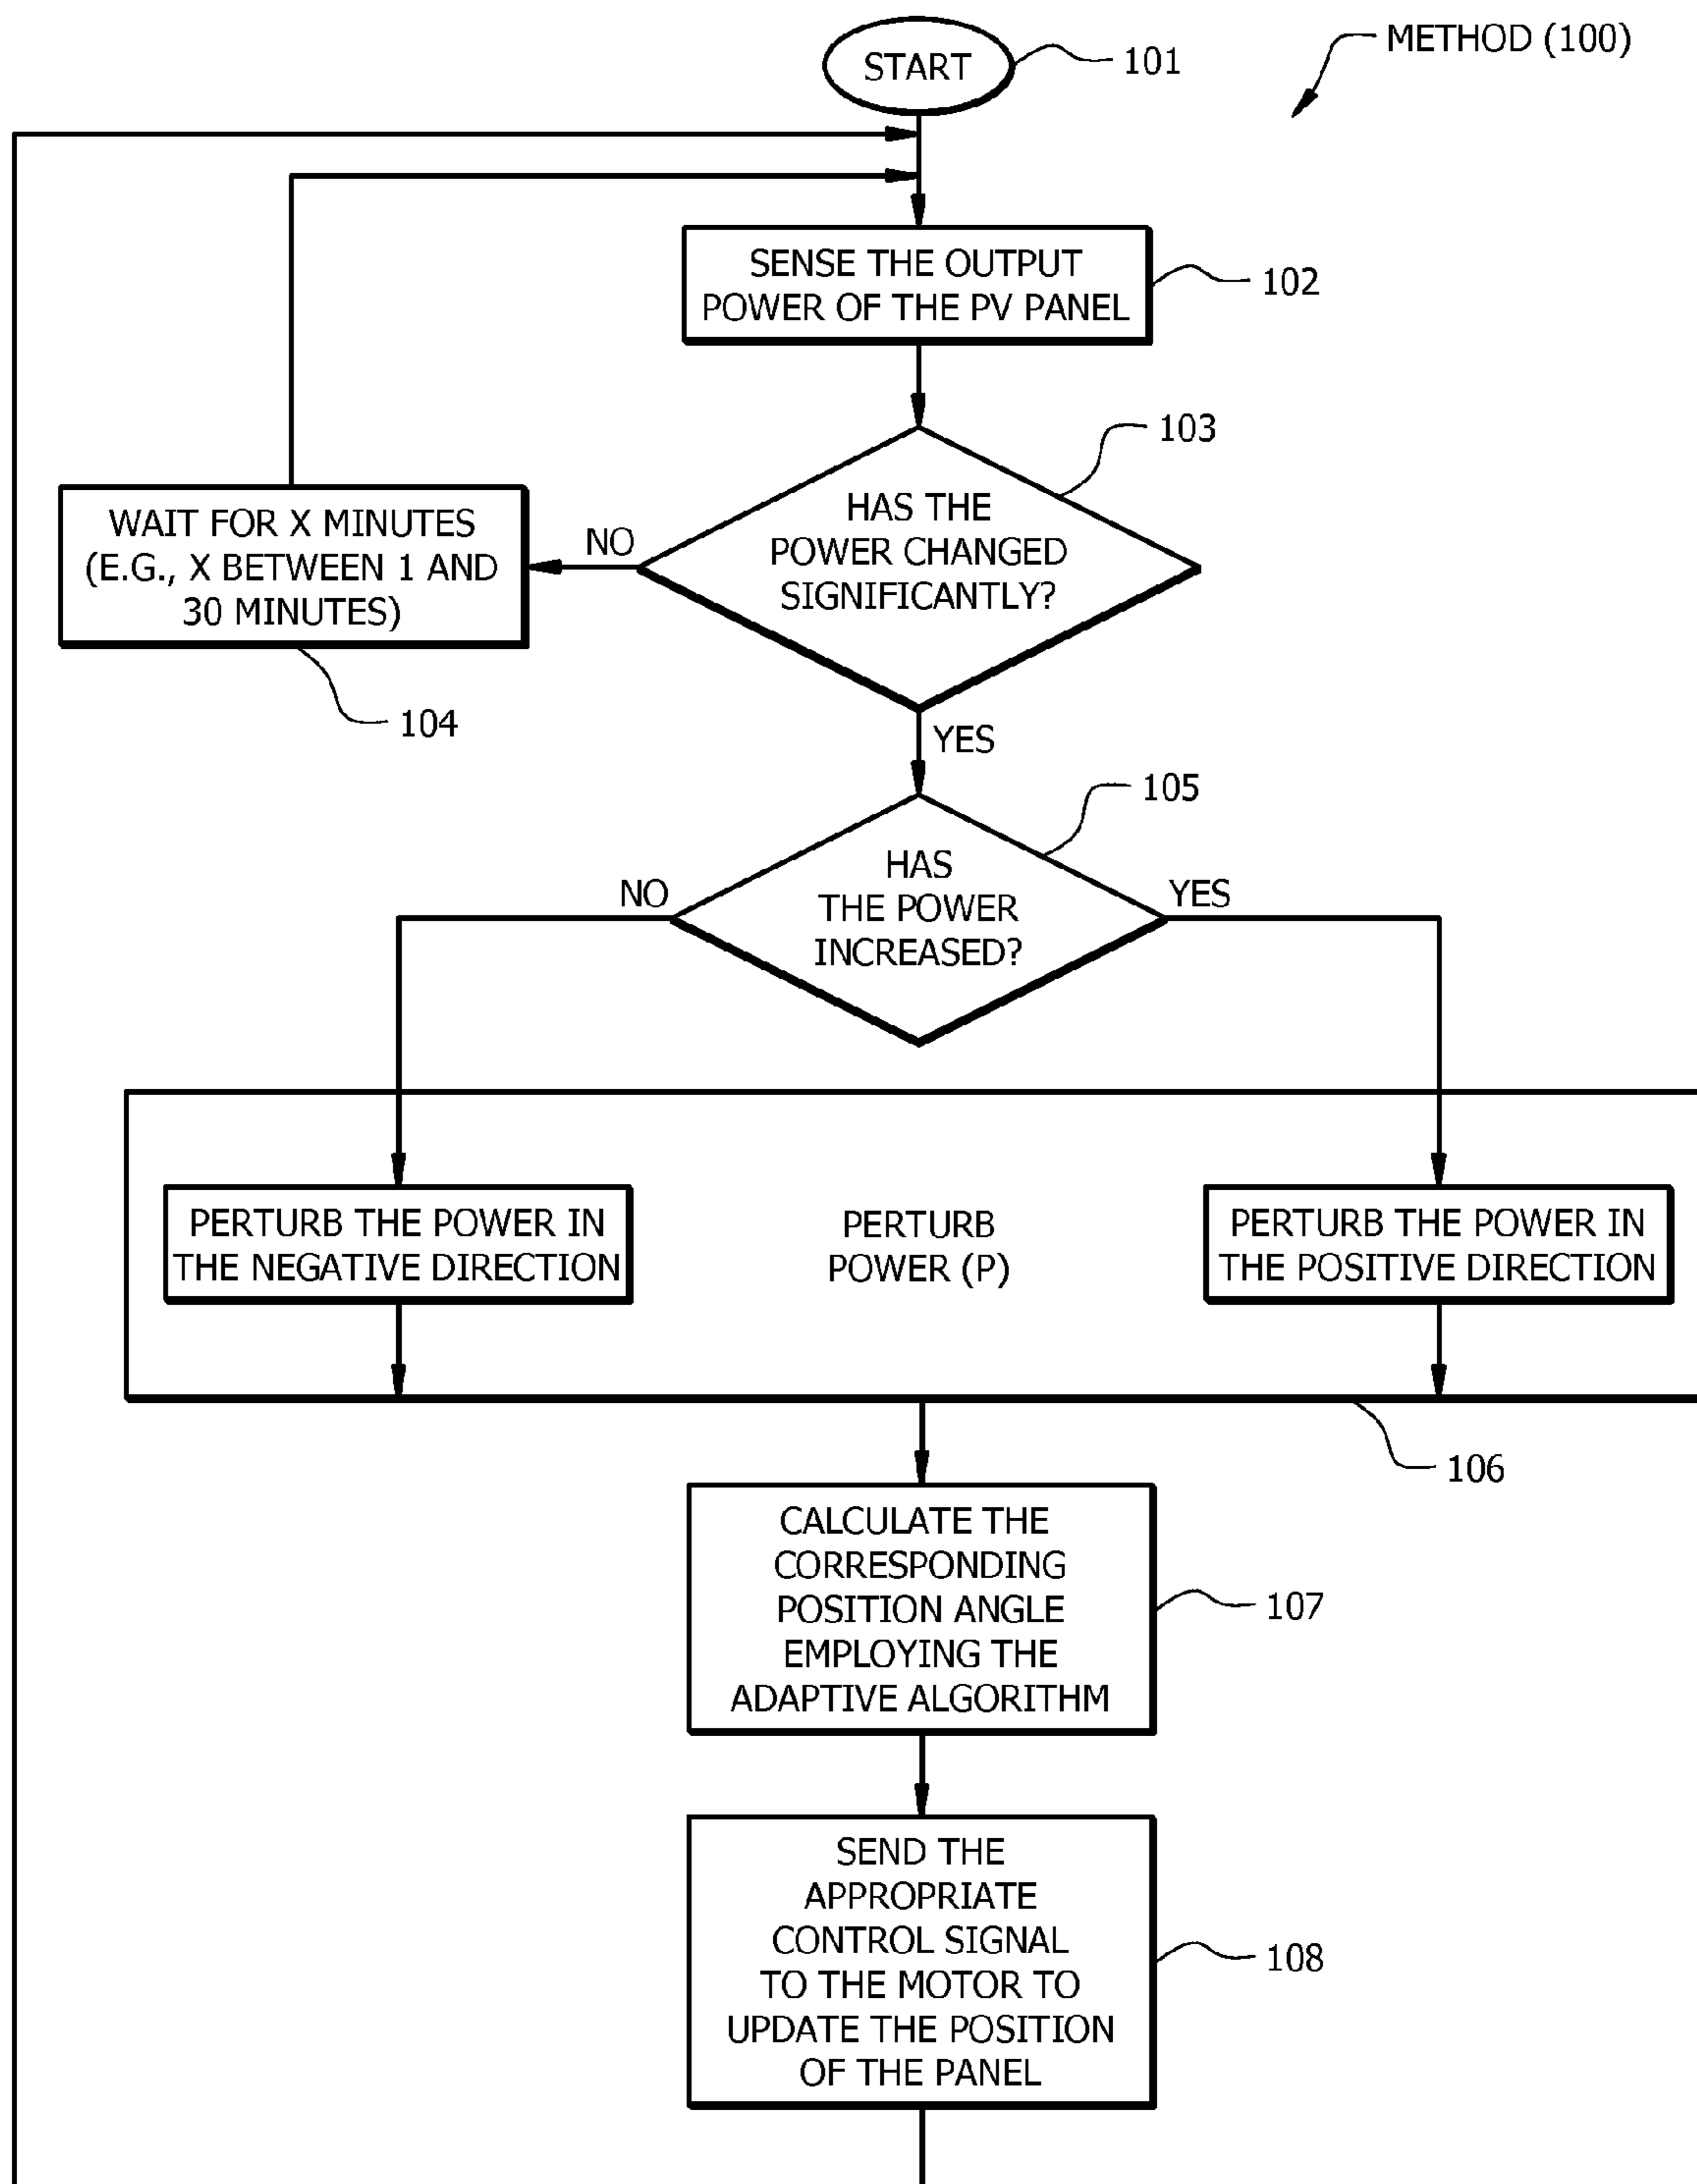 METHOD (100)
START
101
SENSE THE OUTPUT
POWER OF THE PV PANEL
102
103
HAS THE
POWER CHANGED
SIGNIFICANTLY?
NO
WAIT FOR X MINUTES
(E.G., X BETWEEN 1 AND
30 MINUTES)
104
YES
105
HAS
THE POWER
INCREASED?
NO
YES
PERTURB THE POWER IN
THE NEGATIVE DIRECTION
PERTURB
POWER (P)
PERTURB THE POWER IN
THE POSITIVE DIRECTION
106
CALCULATE THE
CORRESPONDING
POSITION ANGLE
EMPLOYING THE
ADAPTIVE ALGORITHM
107
SEND THE
APPROPRIATE
CONTROL SIGNAL
TO THE MOTOR TO
UPDATE THE POSITION
OF THE PANEL
108